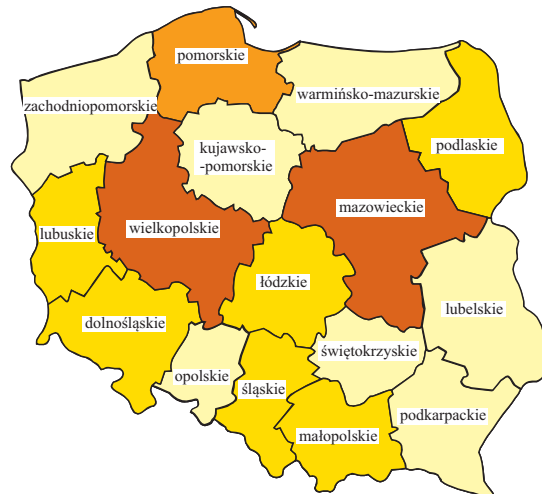 pomorskie
zachodniopomorskie
warmińsko-mazurskie
kujawsko-
-pomorskie
podlaskie
mazowieckie
wielkopolskie
lubuskie
łódzkie
lubelskie
dolnośląskie
świętokrzyskie
opolskie
śląskie
podkarpackie
małopolskie